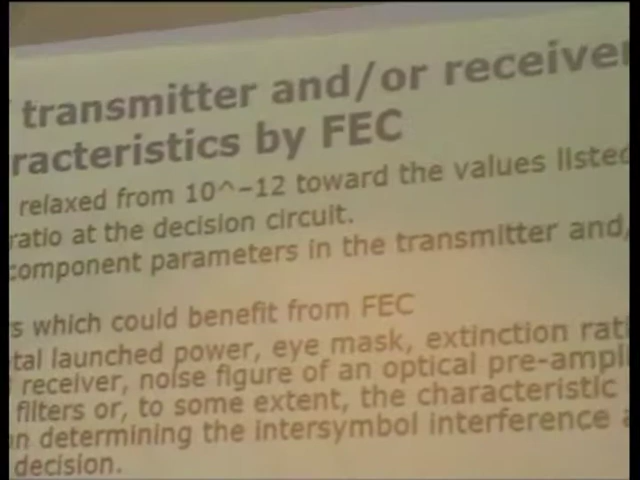 transmitter and/or receiver
racteristics by FEC
relaxed from 10^-12 toward the values listed
ratio at the decision circuit.
component parameters in the transmitter and/
s which could benefit from FEC
tal launched power, eye mask, extinction rati
receiver, noise figure of an optical pre-ampli
filters or, to some extent, the characteristic
n determining the intersymbol interference a
decision.